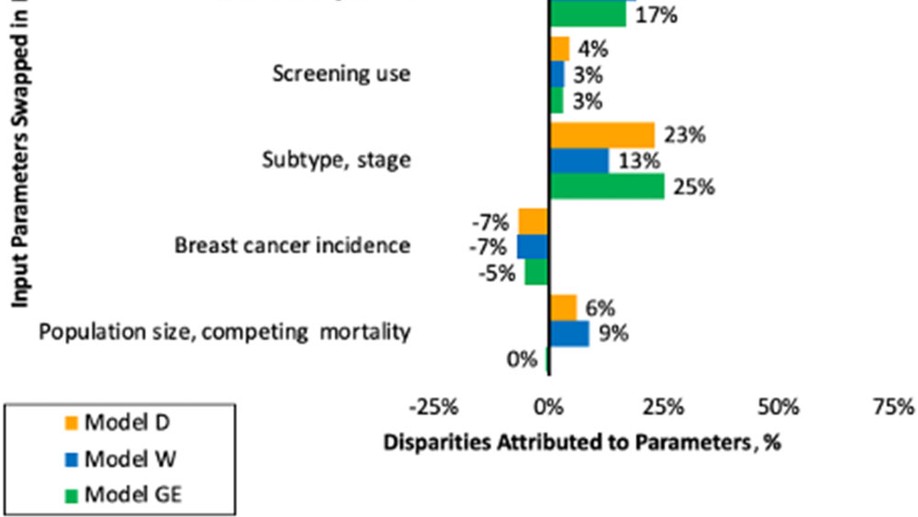 Input Parameters Swapped in
17%
Screening use
4%
3%
3%
Subtype, stage
23%
13%
25%
Breast cancer incidence
-7%
-7%
-5%
Population size, competing mortality
6%
9%
0%
-25% 0% 25% 50% 75%
Disparities Attributed to Parameters, %
Model D
Model W
Model GE